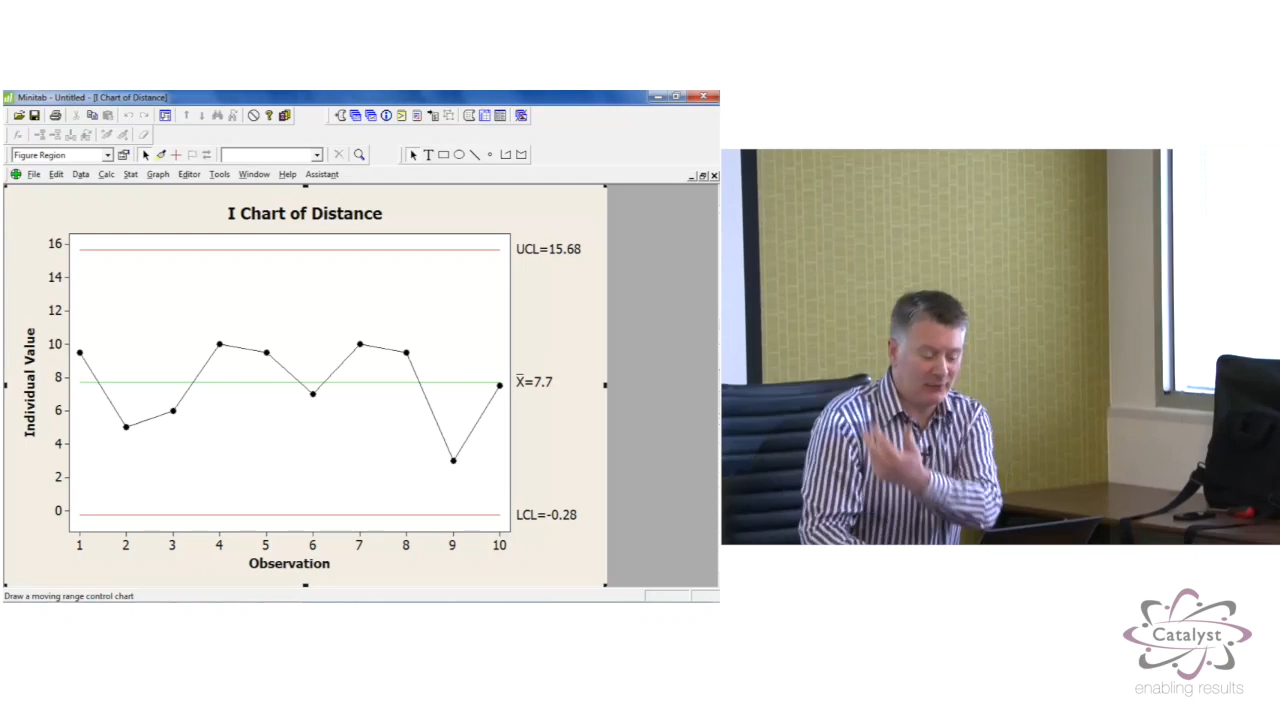 Minitab - Untitled - [I Chart of Distance]
Figure Region
File Edit Data Calc Stat Graph Editor Tools Window Help Assistant
I Chart of Distance
16
14
12
10
8
6
4
2
0
Individual Value
UCL=15.68
X=7.7
LCL=-0.28
1 2 3 4 5 6 7 8 9 10
Observation
Draw a moving range control chart
Catalyst
enabling results